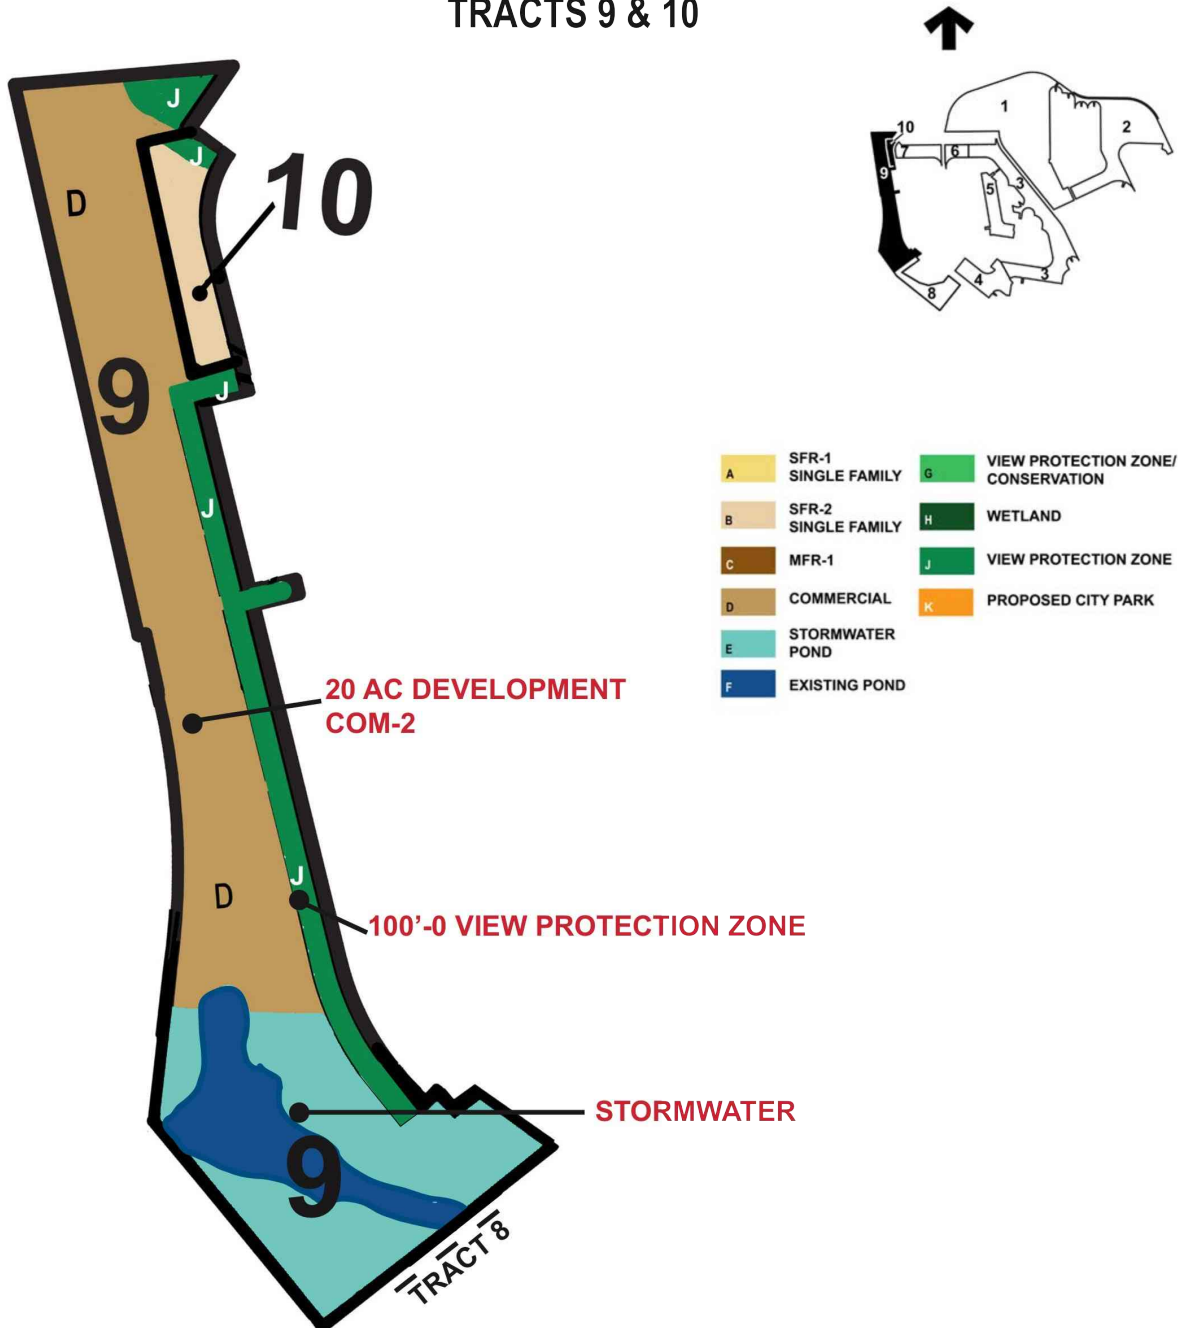 TRACTS 9 & 10
J
J
D
10
9
J
J
20 AC DEVELOPMENT
COM-2
J
D
100'-0 VIEW PROTECTION ZONE
STORMWATER
9
TRACT 8
1
2
10
7
6
9
5
3
3
4
8
A
SFR-1
SINGLE FAMILY
B
SFR-2
SINGLE FAMILY
C
MFR-1
D
COMMERCIAL
E
STORMWATER
POND
F
EXISTING POND
G
VIEW PROTECTION ZONE/
CONSERVATION
H
WETLAND
J
VIEW PROTECTION ZONE
K
PROPOSED CITY PARK